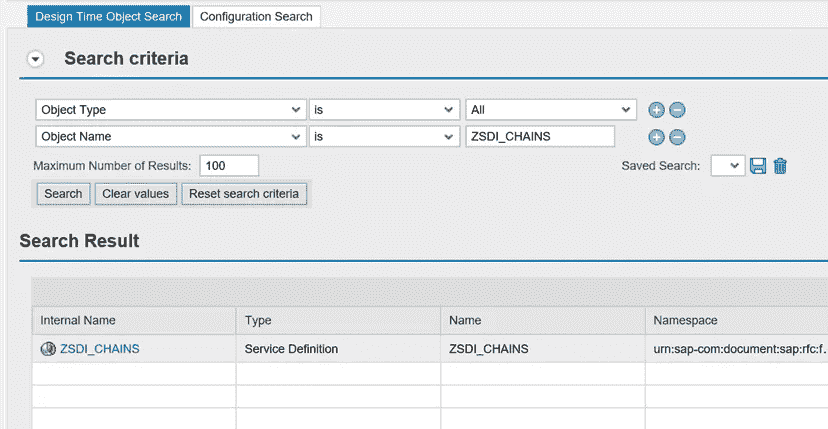 Design Time Object Search Configuration Search
Search criteria
Object Type is All
Object Name is ZSDI_CHAINS
Maximum Number of Results: 100 Saved Search:
Search Clear values Reset search criteria
Search Result
Internal Name Type Name Namespace
ZSDI_CHAINS Service Definition ZSDI_CHAINS urn:sap-com:document:sap:rfc:f..